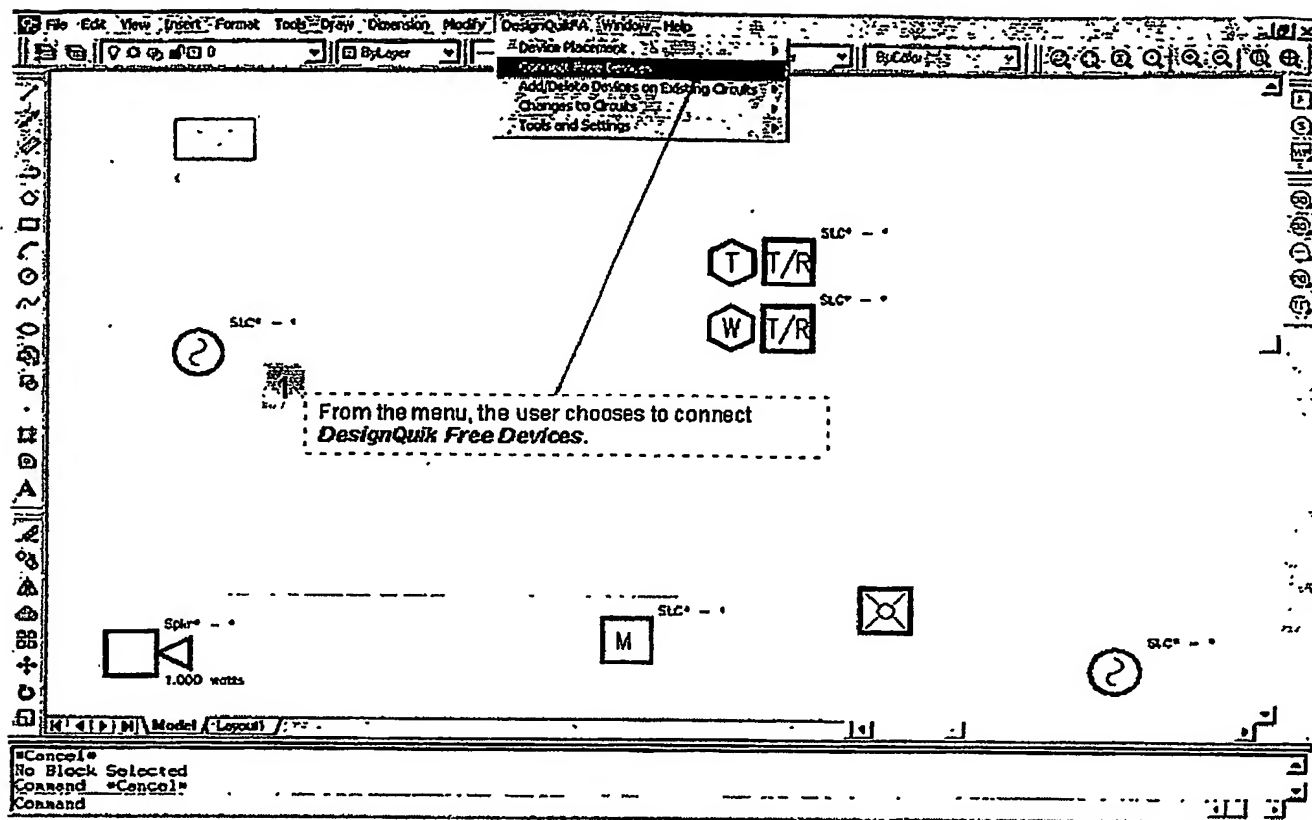 File Edit View Insert Format Tools Draw Dimension Modify DesignQuikFA Window Help
ByLayer
ByColor
Device Placement
Connect Free Devices
Add/Delete Devices on Existing Circuits
Changes to Circuits
Tools and Settings
SLC* - *
T T/R
SLC* - *
W T/R
SLC* - *
From the menu, the user chooses to connect
DesignQuik Free Devices.
Spkr* - *
1.000 watts
SLC* - *
M
SLC* - *
Model Layout1
*Cancel*
No Block Selected
Command *Cancel*
Command